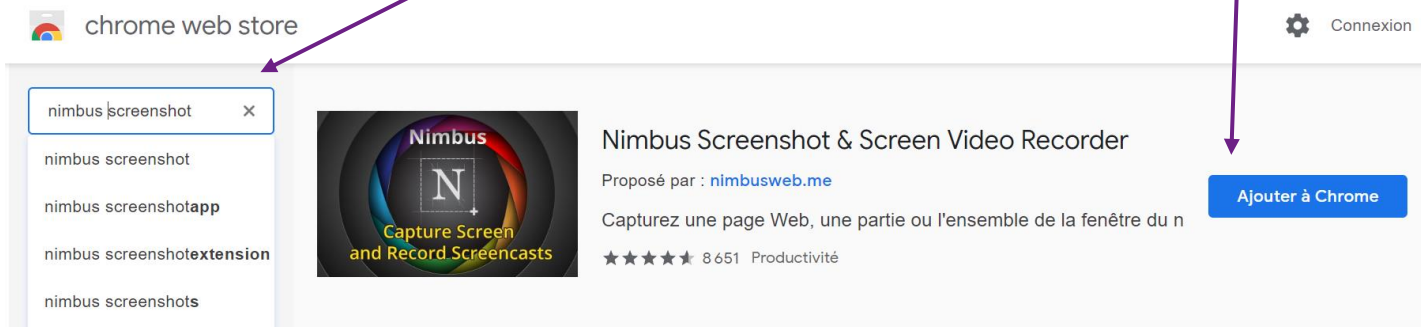 chrome web store
Connexion
nimbus screenshot ×
nimbus screenshot
nimbus screenshotapp
nimbus screenshotextension
nimbus screenshots
Nimbus
N
Capture Screen
and Record Screencasts
Nimbus Screenshot & Screen Video Recorder
Proposé par : nimbusweb.me
Capturez une page Web, une partie ou l'ensemble de la fenêtre du n
8 651 Productivité
Ajouter à Chrome